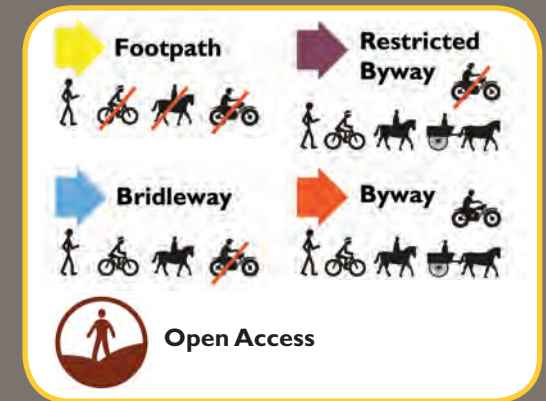 Footpath
Restricted
Byway
Bridleway
Byway
Open Access